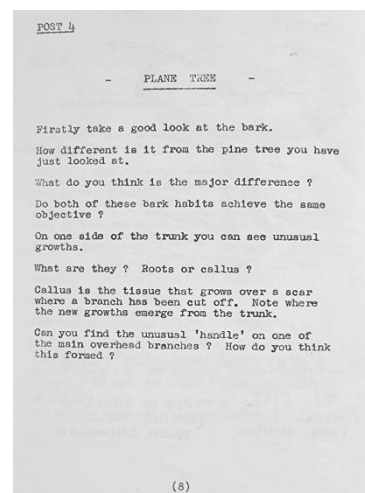 POST 4
- PLANE TREE -
Firstly take a good look at the bark.
How different is it from the pine tree you have
just looked at.
What do you think is the major difference ?
Do both of these bark habits achieve the same
objective ?
On one side of the trunk you can see unusual
growths.
What are they ? Roots or callus ?
Callus is the tissue that grows over a scar
where a branch has been cut off. Note where
the new growths emerge from the trunk.
Can you find the unusual 'handle' on one of
the main overhead branches ? How do you think
this formed ?
(8)